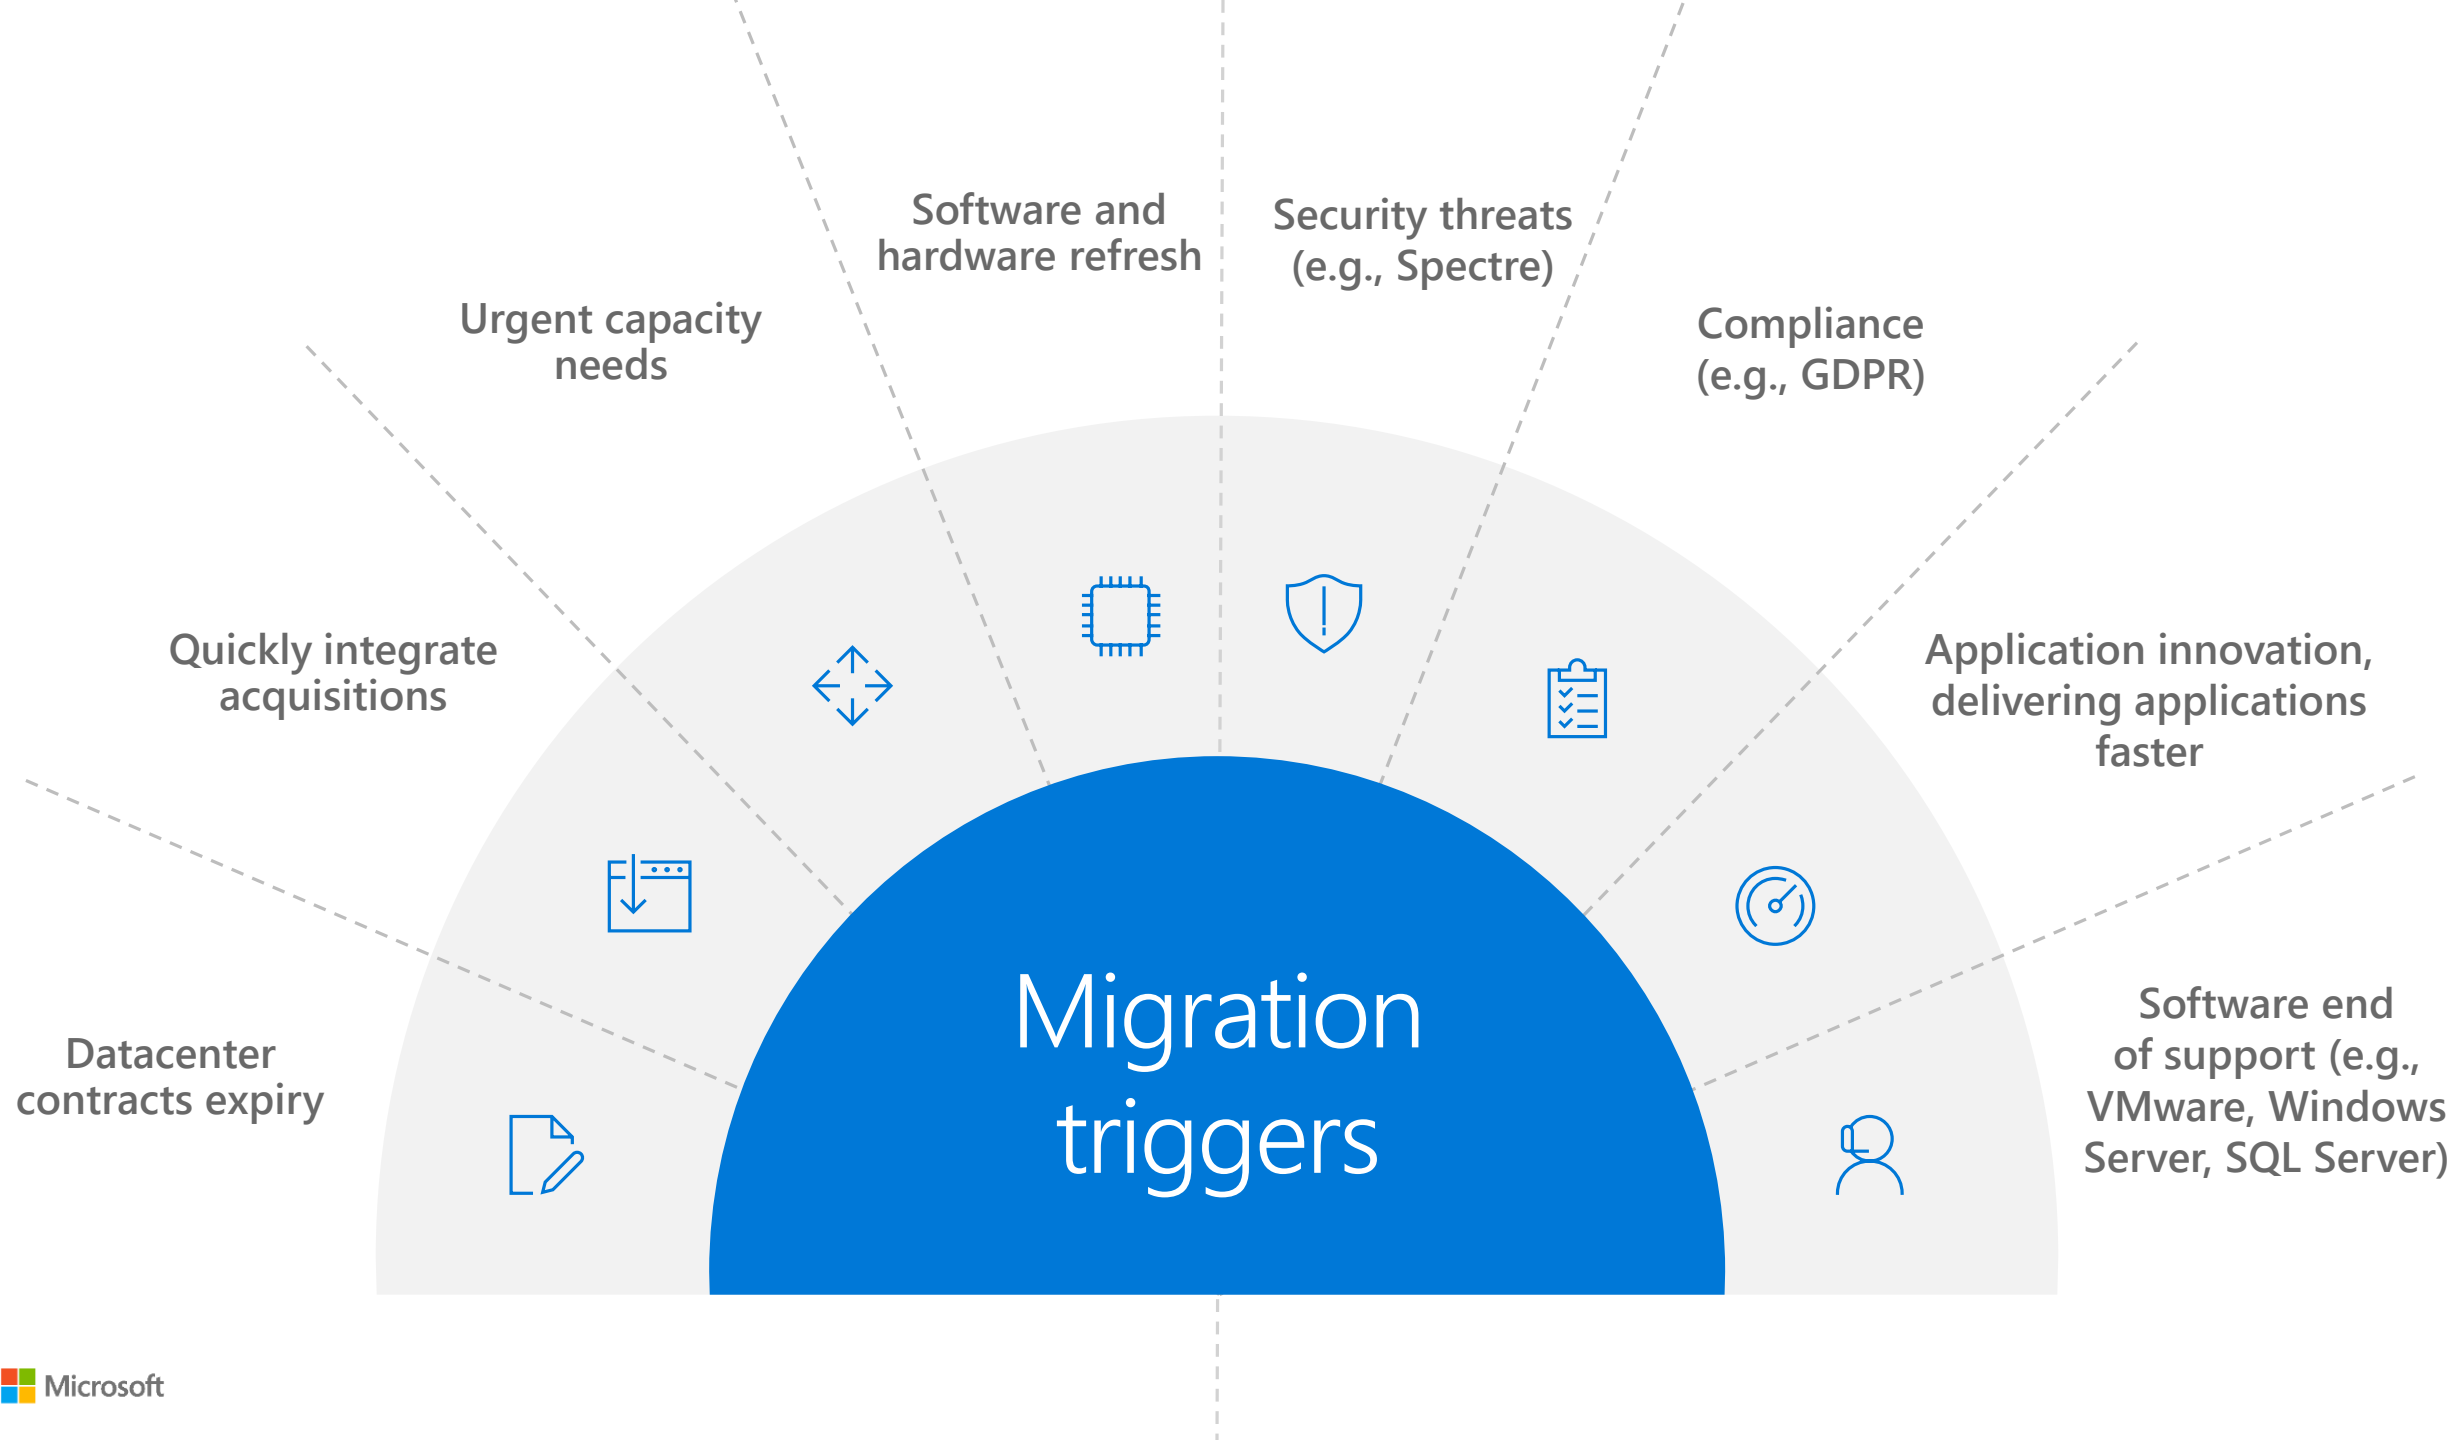 Software and
hardware refresh
Security threats
(e.g., Spectre)
Urgent capacity
needs
Compliance
(e.g., GDPR)
Quickly integrate
acquisitions
Application innovation,
delivering applications
faster
Datacenter
contracts expiry
Software end
of support (e.g.,
VMware, Windows
Server, SQL Server)
Migration
triggers
Microsoft